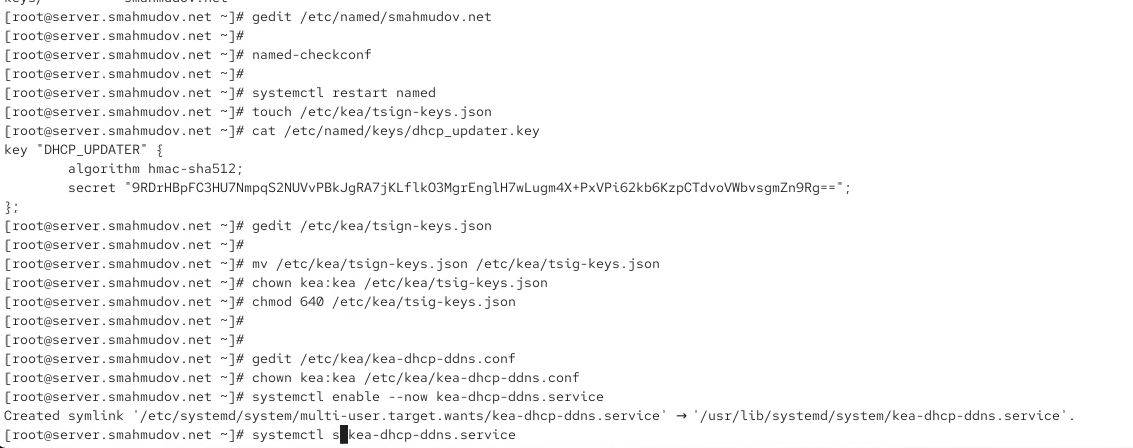 keys/ smahmudov.net
[root@server.smahmudov.net ~]# gedit /etc/named/smahmudov.net
[root@server.smahmudov.net ~]#
[root@server.smahmudov.net ~]# named-checkconf
[root@server.smahmudov.net ~]#
[root@server.smahmudov.net ~]# systemctl restart named
[root@server.smahmudov.net ~]# touch /etc/kea/tsign-keys.json
[root@server.smahmudov.net ~]# cat /etc/named/keys/dhcp_updater.key
key "DHCP_UPDATER" {
        algorithm hmac-sha512;
        secret "9RDrHBpFC3HU7NmpqS2NUVvPBkJgRA7jKLflkO3MgrEnglH7wLugm4X+PxVPi62kb6KzpCTdvoVWbvsgmZn9Rg==";
};
[root@server.smahmudov.net ~]# gedit /etc/kea/tsign-keys.json
[root@server.smahmudov.net ~]#
[root@server.smahmudov.net ~]# mv /etc/kea/tsign-keys.json /etc/kea/tsig-keys.json
[root@server.smahmudov.net ~]# chown kea:kea /etc/kea/tsig-keys.json
[root@server.smahmudov.net ~]# chmod 640 /etc/kea/tsig-keys.json
[root@server.smahmudov.net ~]#
[root@server.smahmudov.net ~]#
[root@server.smahmudov.net ~]# gedit /etc/kea/kea-dhcp-ddns.conf
[root@server.smahmudov.net ~]# chown kea:kea /etc/kea/kea-dhcp-ddns.conf
[root@server.smahmudov.net ~]# systemctl enable --now kea-dhcp-ddns.service
Created symlink '/etc/systemd/system/multi-user.target.wants/kea-dhcp-ddns.service' → '/usr/lib/systemd/system/kea-dhcp-ddns.service'.
[root@server.smahmudov.net ~]# systemctl s kea-dhcp-ddns.service